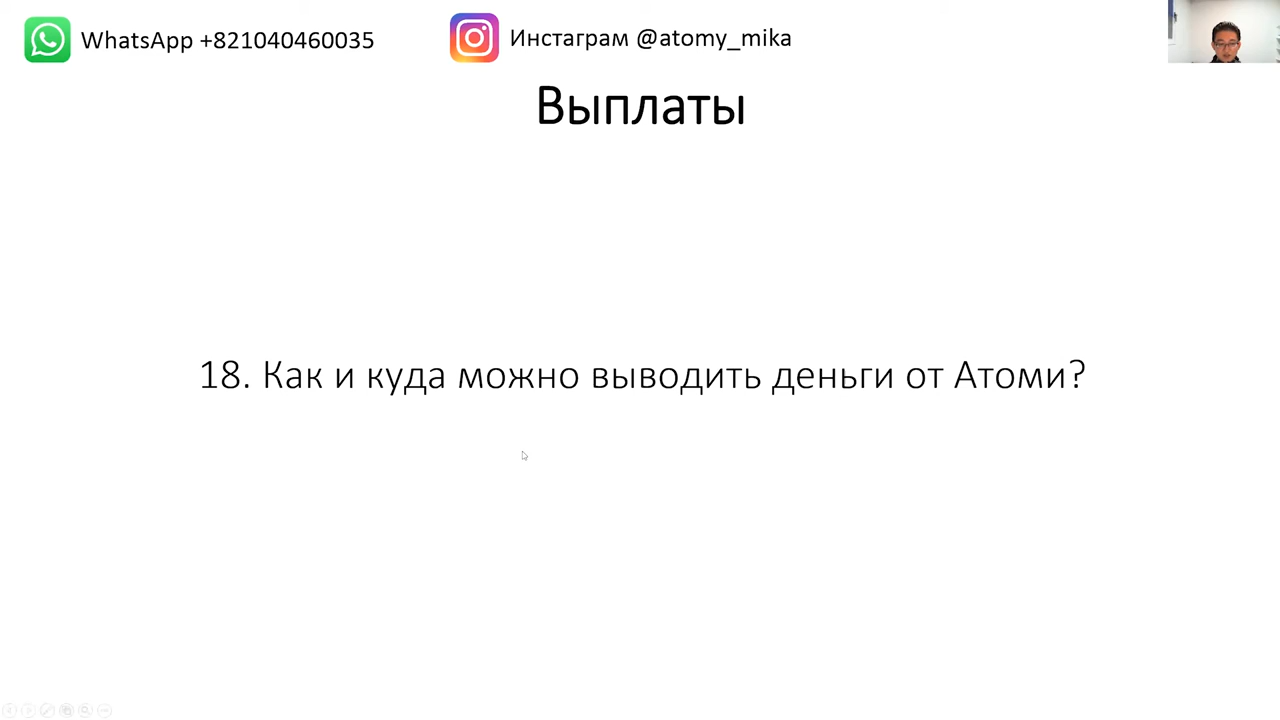 WhatsApp +821040460035
Инстаграм @atomy_mika
Выплаты
18. Как и куда можно выводить деньги от Атоми?